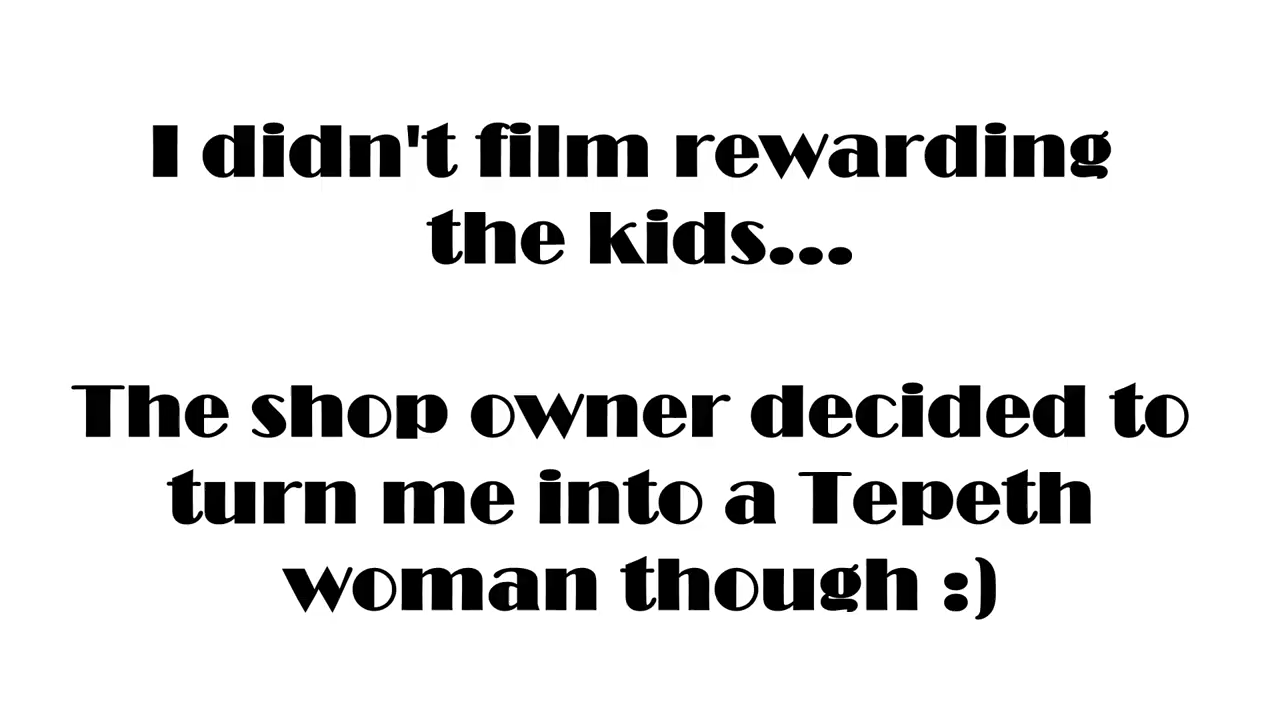 I didn't film rewarding
the kids...
The shop owner decided to
turn me into a Tepeth
woman though :)